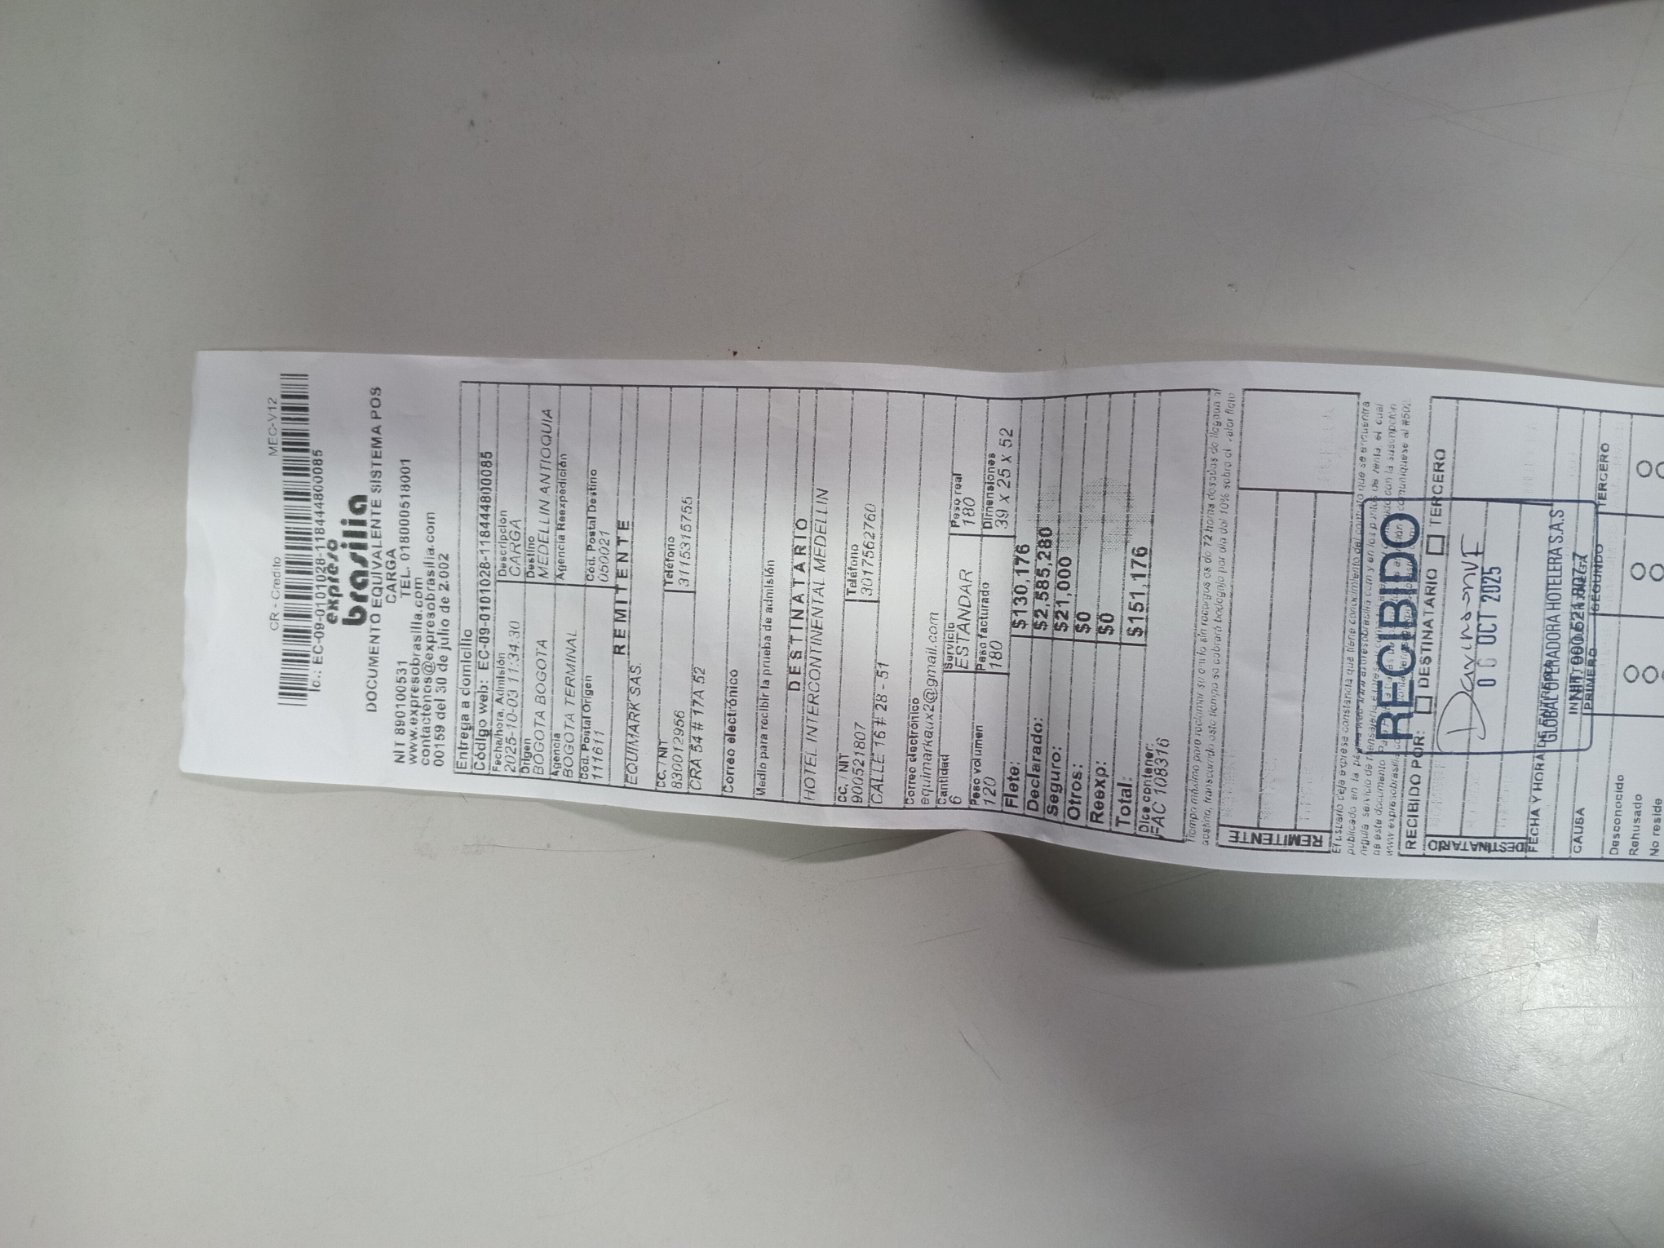 CR - Crédito MEC-V12
Id.: EC-09-0101028-1184444800085
expreso
brasilia
DOCUMENTO EQUIVALENTE SISTEMA POS
CARGA
NIT 890100531 TEL. 018000518001
www.expresobrasilia.com
contactenos@expresobrasilia.com
00159 del 30 de julio de 2.002
Entrega a domicilio
Código web: EC-09-0101028-1184444800085
Fecha/hora, Admisión Descripción
2025-10-03 11:34:30 CARGA
Origen Destino
BOGOTA BOGOTA MEDELLIN ANTIOQUIA
Agencia Agencia Reexpedición
BOGOTA TERMINAL
Cód. Postal Origen Cód. Postal Destino
111611 050021
REMITENTE
EQUIMARK SAS.
CC, / NIT Teléfono
830012956 3115315755
CRA 54 # 17A 52
Correo electrónico
Medio para recibir la prueba de admisión
DESTINATARIO
HOTEL INTERCONTINENTAL MEDELLIN
CC, / NIT Teléfono
900521807 3017562760
CALLE 16 # 28 - 51
Correo electrónico
equimarkaux2@gmail.com
Cantidad Servicio Peso real
6 ESTANDAR 180
Peso volumen Peso facturado Dimensiones
120 180 39 x 25 x 52
Flete: $130,176
Declarado: $2,585,280
Seguro: $21,000
Otros: $0
Reexp: $0
Total: $151,176
Dice contener:
FAC 108316
REMITENTE
RECIBIDO
RECIBIDO POR: DESTINATARIO TERCERO
DESTINATARIO
06 OCT 2025
FECHA Y HORA DE
GLOBAL OPERADORA HOTELERA S.A.S
CAUSA
PRIMERO SEGUNDO TERCERO
Desconocido
Rehusado
No reside